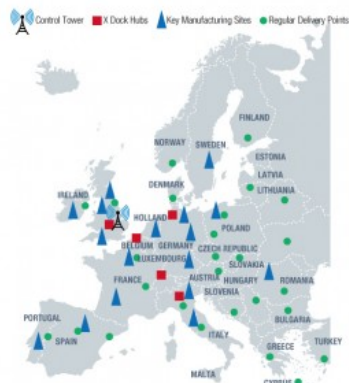 Control Tower
X Dock Hubs
Key Manufacturing Sites
Regular Delivery Points
FINLAND
NORWAY
SWEDEN
ESTONIA
LATVIA
LITHUANIA
DENMARK
IRELAND
HOLLAND
POLAND
BELGIUM
GERMANY
CZECH REPUBLIC
LUXEMBOURG
SLOVAKIA
FRANCE
AUSTRIA
HUNGARY
SLOVENIA
ROMANIA
BULGARIA
PORTUGAL
SPAIN
ITALY
GREECE
TURKEY
MALTA
CYPRUS